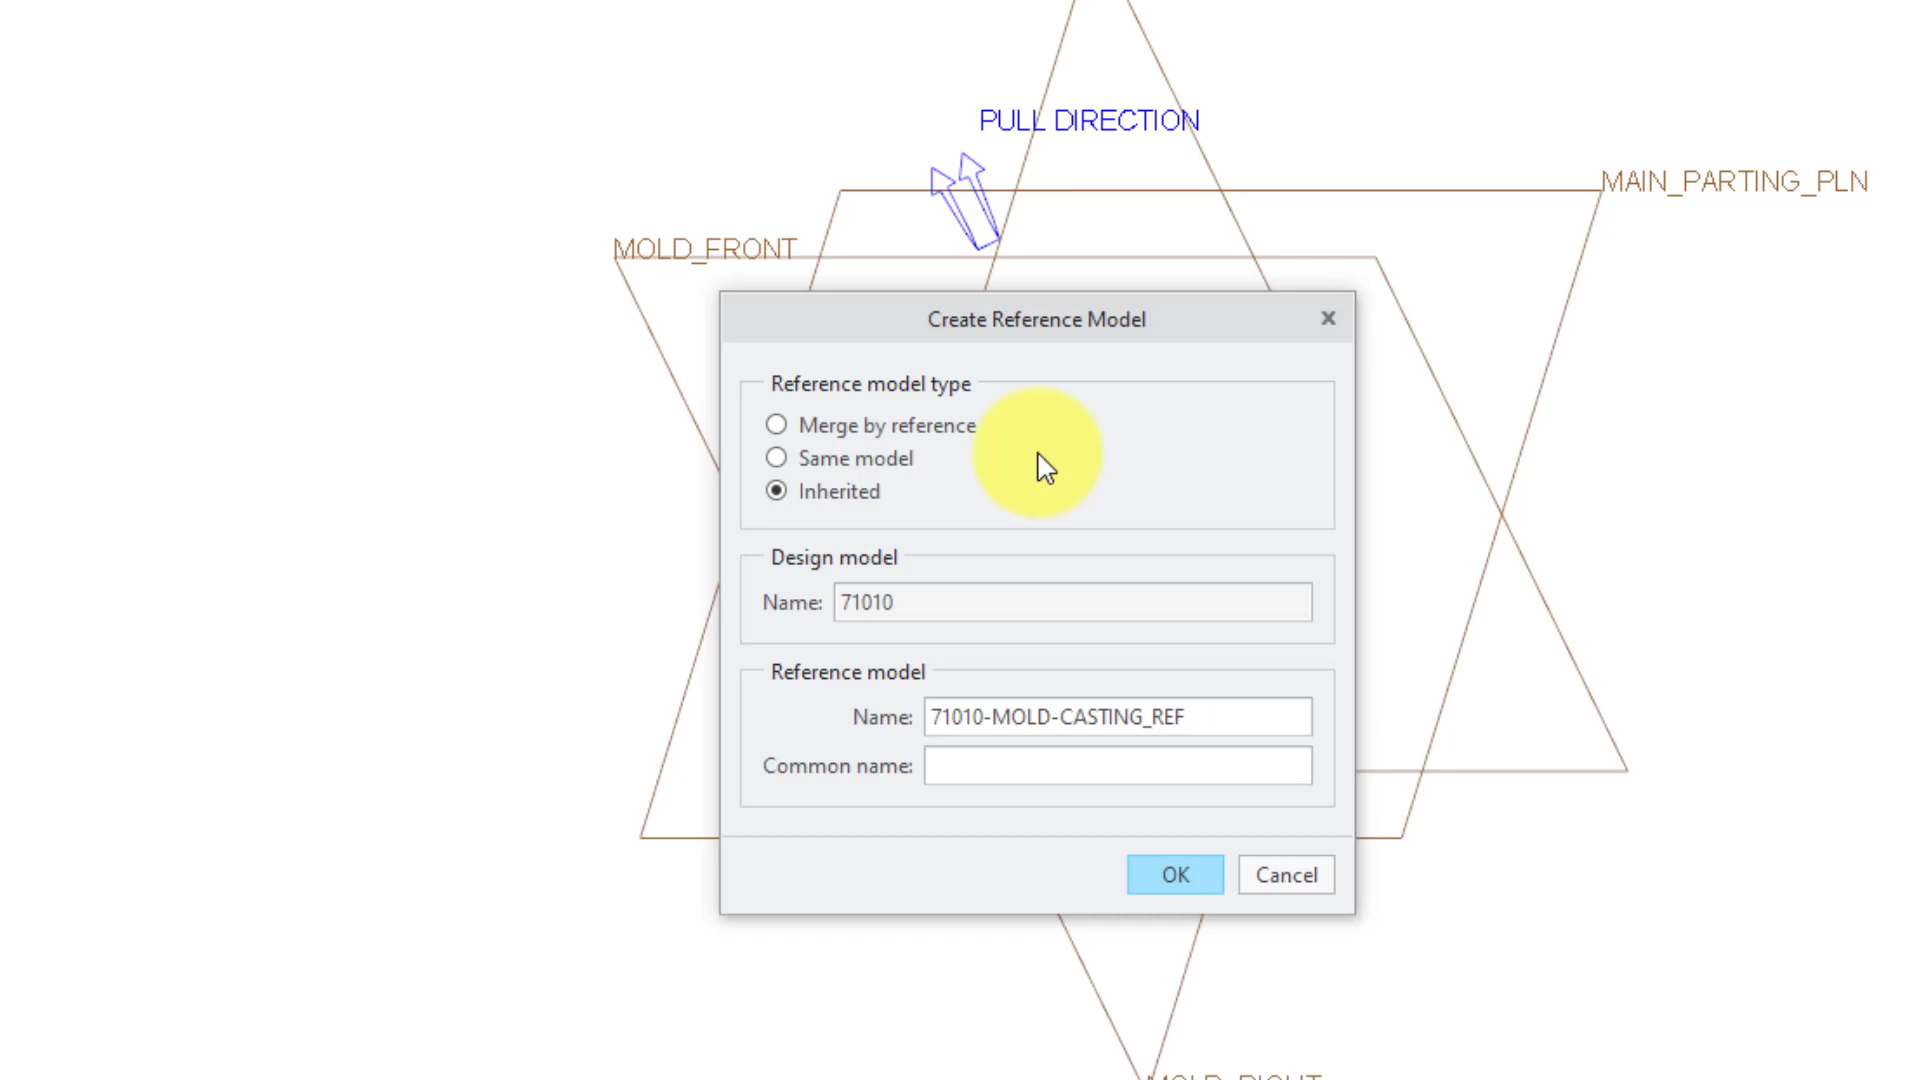 PULL DIRECTION
MAIN_PARTING_PLN
MOLD_FRONT
Create Reference Model
Reference model type
Merge by reference
Same model
Inherited
Design model
Name: 71010
Reference model
Name: 71010-MOLD-CASTING_REF
Common name:
OK Cancel
MOLD_RIGHT